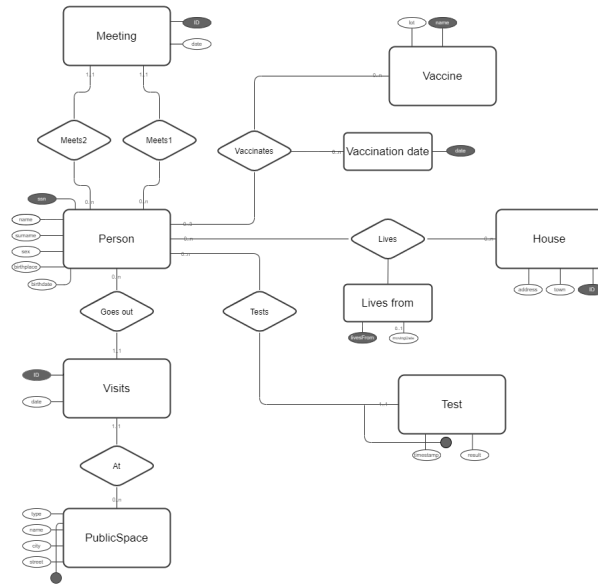 Meeting
ID
date
1..1
1..1
Meets2
Meets1
0..n
0..n
lot
name
Vaccine
0..n
Vaccinates
0..n
Vaccination date
date
ssn
name
surname
sex
birthplace
birthdate
Person
0..3
0..n
0..n
0..n
Lives
0..n
House
address
town
ID
Goes out
Tests
Lives from
livesFrom
0..1
1..1
ID
date
Visits
1..1
1..1
Test
timestamp
result
At
0..n
type
name
city
street
PublicSpace